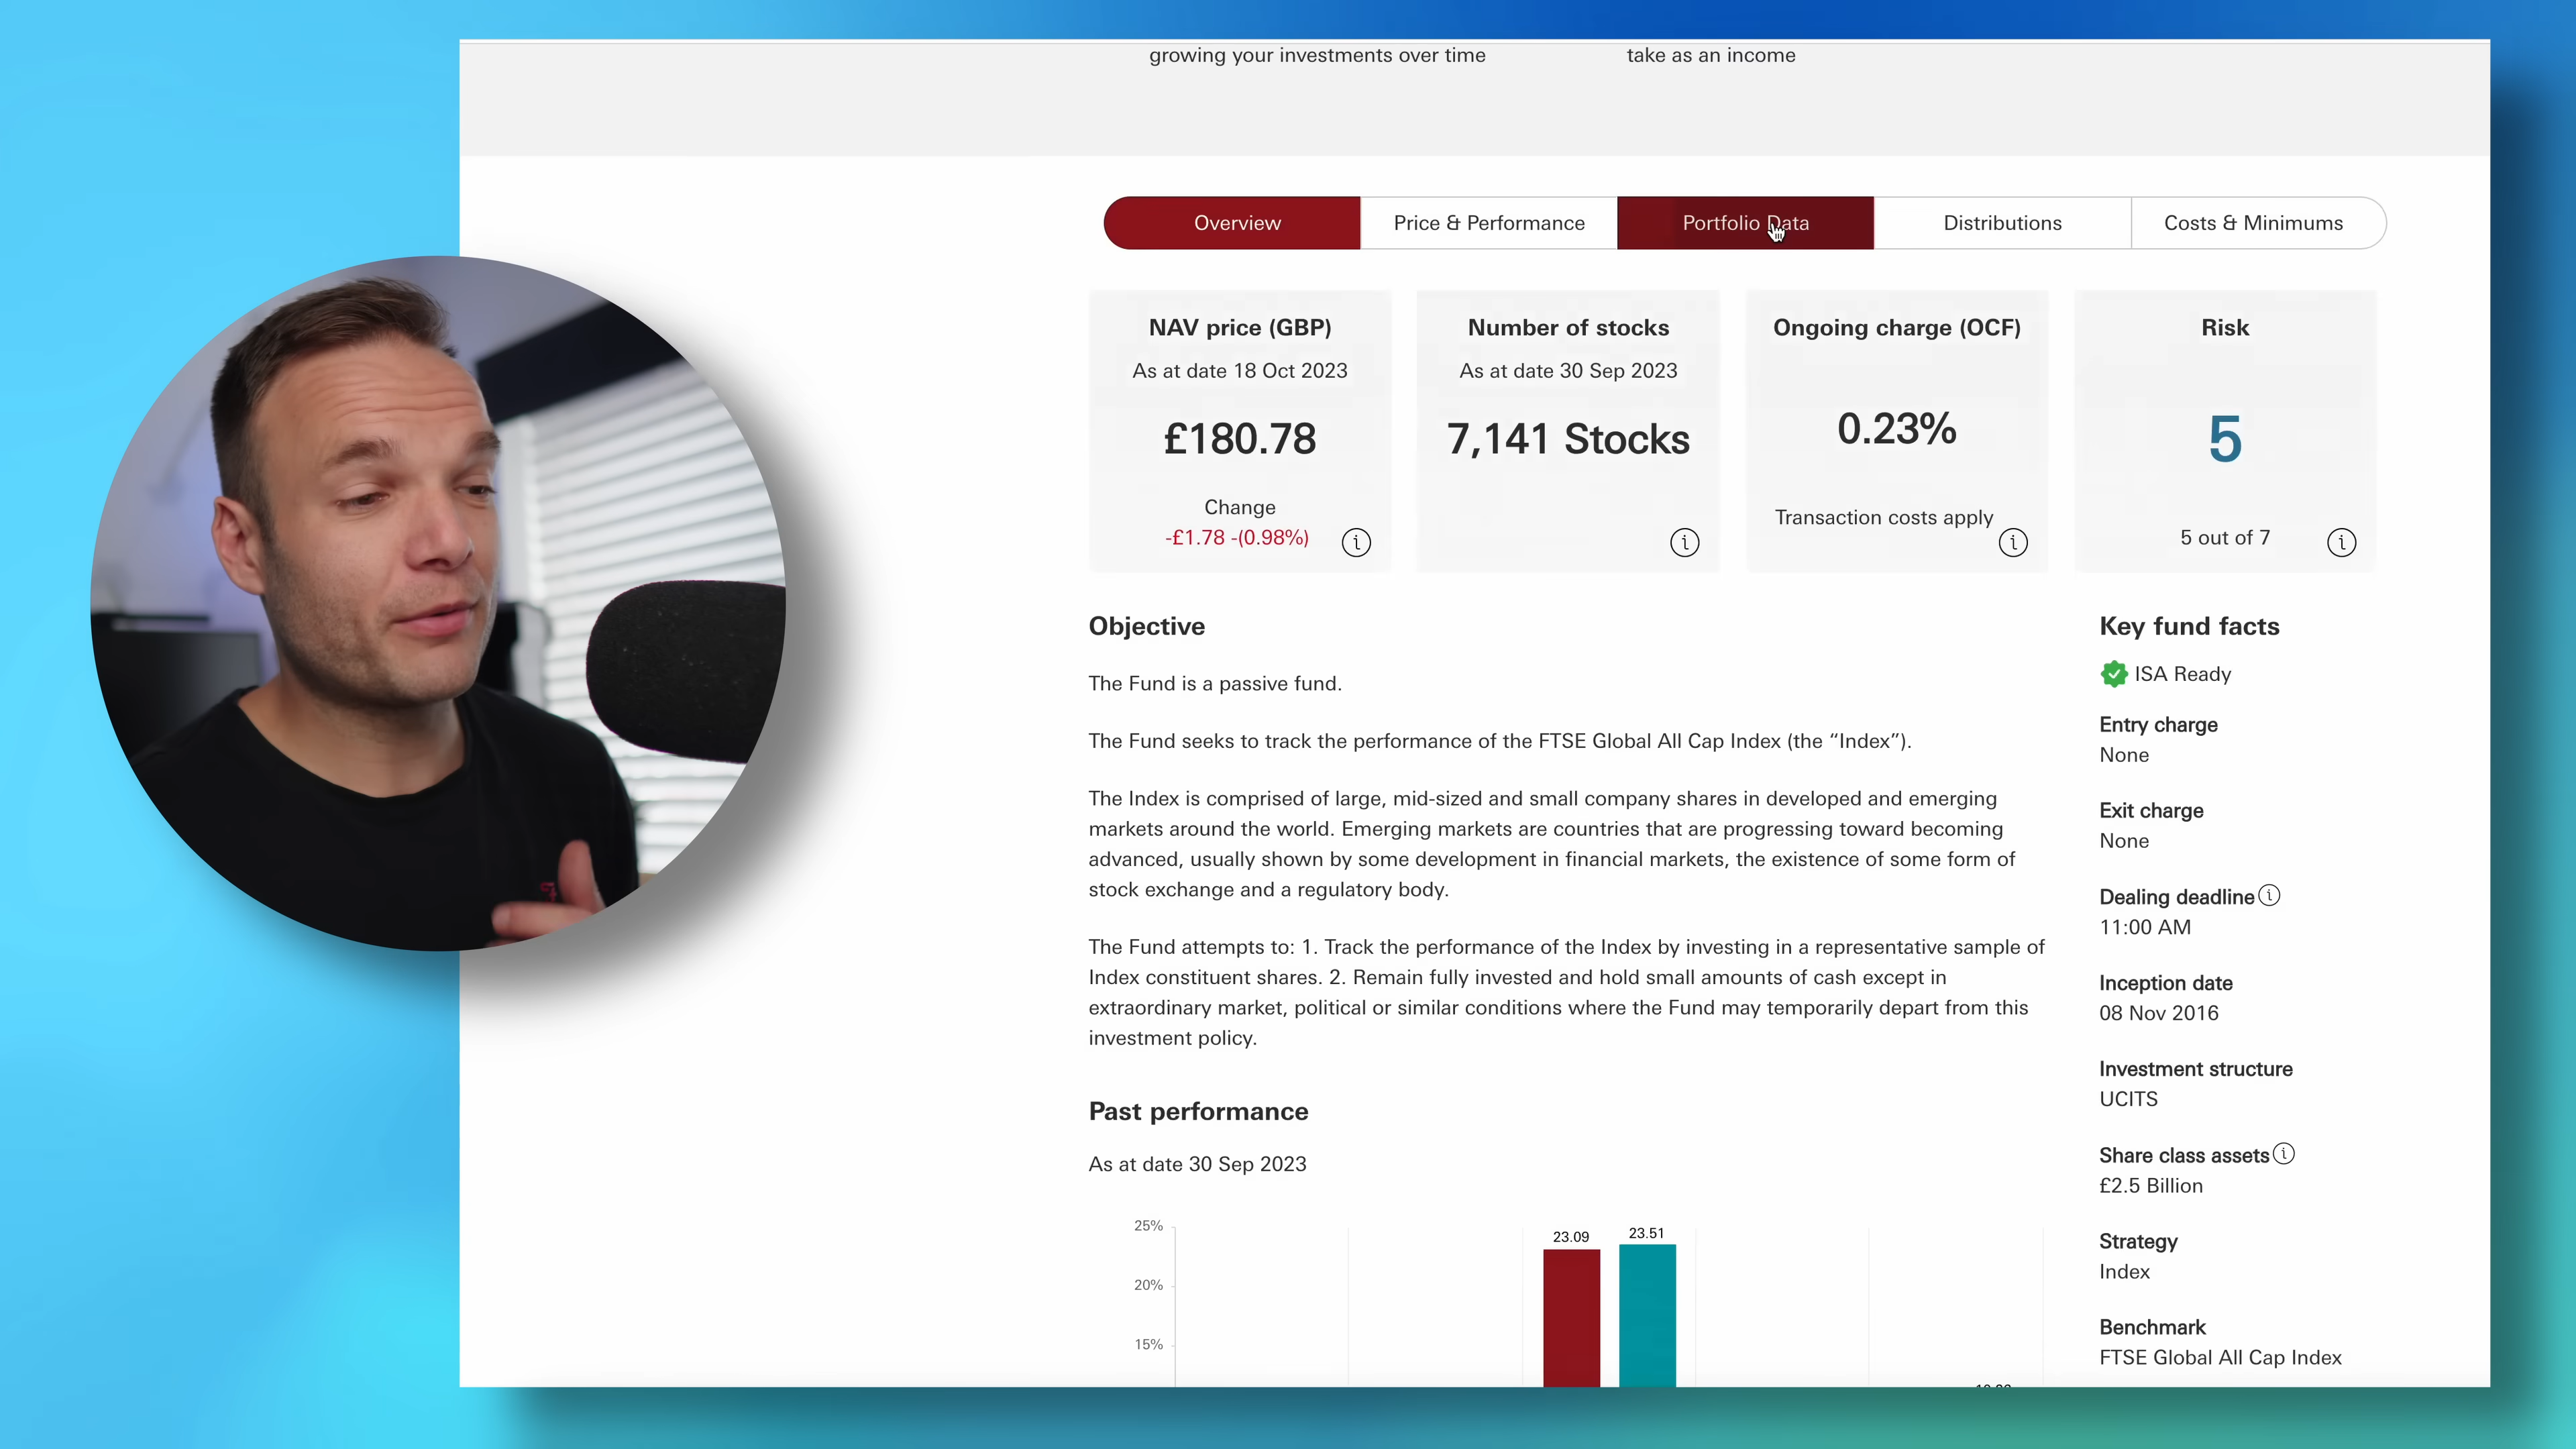 growing your investments over time
take as an income
Overview
Price & Performance
Portfolio Data
Distributions
Costs & Minimums
NAV price (GBP)
As at date 18 Oct 2023
£180.78
Change
-£1.78 -(0.98%)
Number of stocks
As at date 30 Sep 2023
7,141 Stocks
Ongoing charge (OCF)
0.23%
Transaction costs apply
Risk
5
5 out of 7
Objective
The Fund is a passive fund.
The Fund seeks to track the performance of the FTSE Global All Cap Index (the “Index”).
The Index is comprised of large, mid-sized and small company shares in developed and emerging
markets around the world. Emerging markets are countries that are progressing toward becoming
advanced, usually shown by some development in financial markets, the existence of some form of
stock exchange and a regulatory body.
The Fund attempts to: 1. Track the performance of the Index by investing in a representative sample of
Index constituent shares. 2. Remain fully invested and hold small amounts of cash except in
extraordinary market, political or similar conditions where the Fund may temporarily depart from this
investment policy.
Past performance
As at date 30 Sep 2023
25%
20%
15%
23.09
23.51
Key fund facts
ISA Ready
Entry charge
None
Exit charge
None
Dealing deadline
11:00 AM
Inception date
08 Nov 2016
Investment structure
UCITS
Share class assets
£2.5 Billion
Strategy
Index
Benchmark
FTSE Global All Cap Index